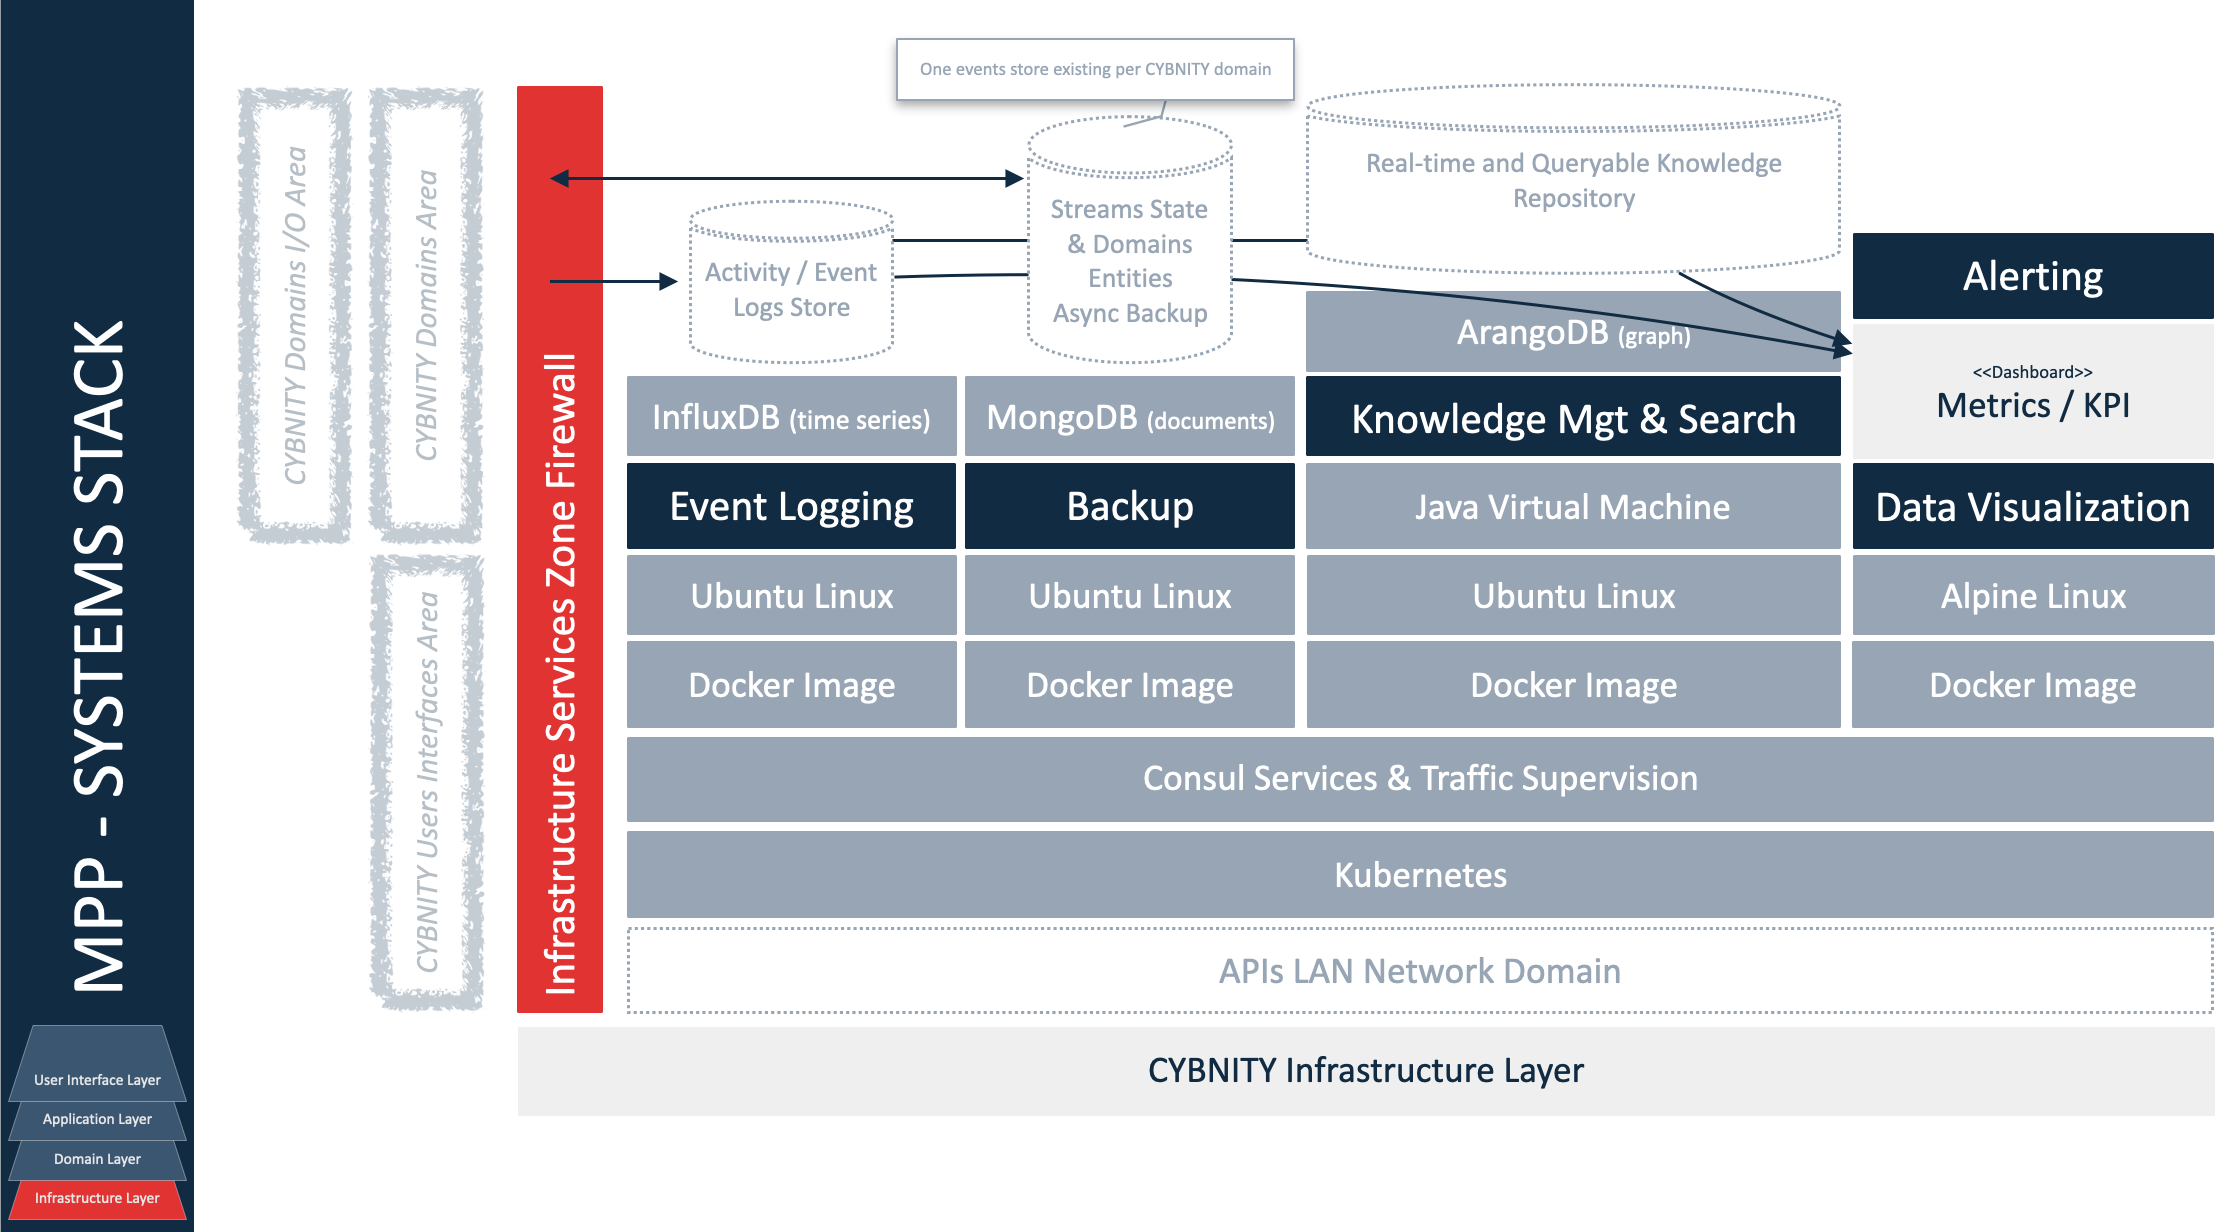 MPP - SYSTEMS STACK
User Interface Layer
Application Layer
Domain Layer
Infrastructure Layer
CYBNITY Domains I/O Area
CYBNITY Domains Area
CYBNITY Users Interfaces Area
Infrastructure Services Zone Firewall
One events store existing per CYBNITY domain
Activity / Event
Logs Store
Streams State
& Domains
Entities
Async Backup
Real-time and Queryable Knowledge
Repository
InfluxDB (time series)
Event Logging
Ubuntu Linux
Docker Image
MongoDB (documents)
Backup
Ubuntu Linux
Docker Image
ArangoDB (graph)
Knowledge Mgt & Search
Java Virtual Machine
Ubuntu Linux
Docker Image
Alerting
<<Dashboard>>
Metrics / KPI
Data Visualization
Alpine Linux
Docker Image
Consul Services & Traffic Supervision
Kubernetes
APIs LAN Network Domain
CYBNITY Infrastructure Layer